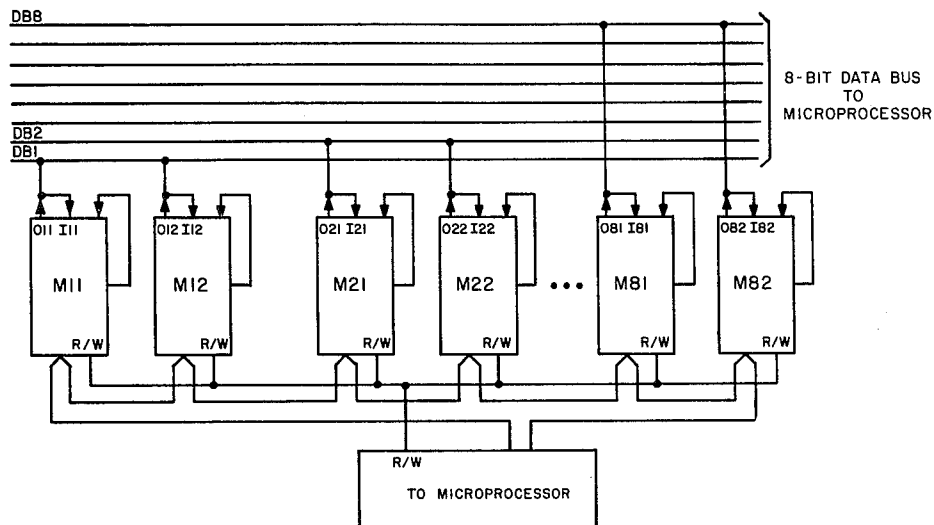 DB8
8-BIT DATA BUS
TO
MICROPROCESSOR
DB2
DB1
O11 I11
O12 I12
O21 I21
O22 I22
O81 I81
O82 I82
M11
M12
M21
M22
M81
M82
R/W
R/W
R/W
R/W
R/W
R/W
R/W
TO MICROPROCESSOR